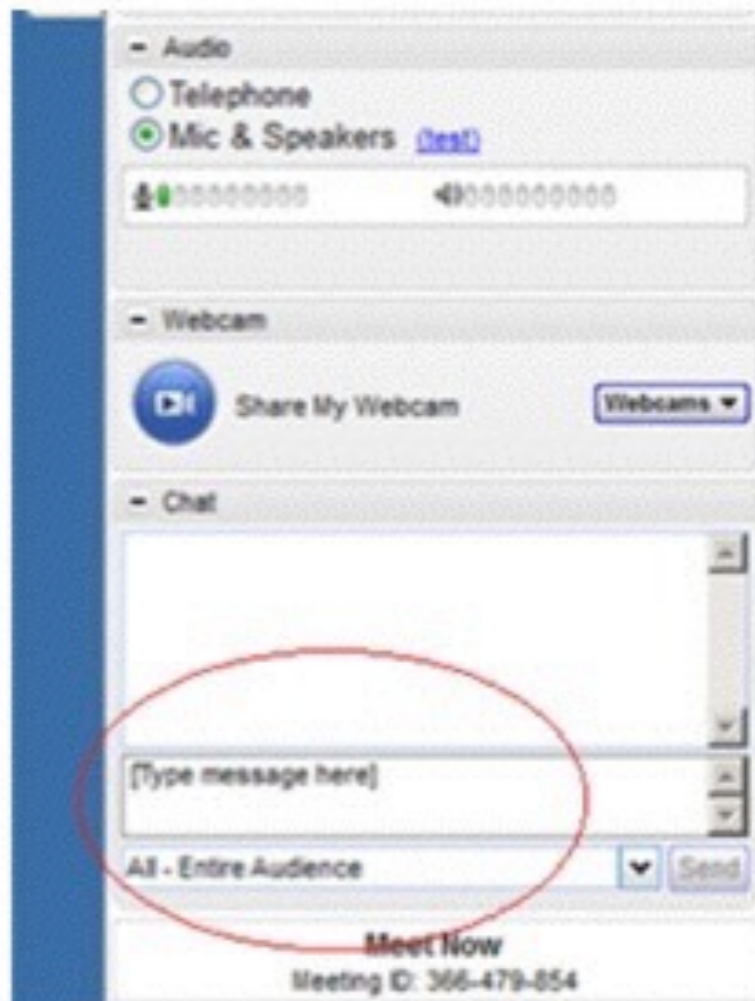 - Audio
Telephone
Mic & Speakers (test)
- Webcam
Share My Webcam
Webcams
- Chat
[Type message here]
All - Entire Audience
Send
Meet Now
Meeting ID: 366-479-854